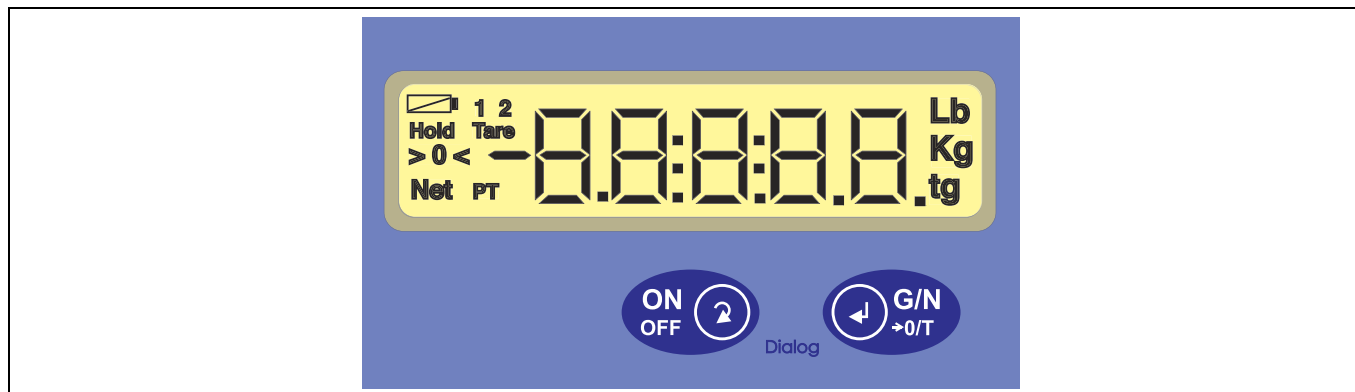 1 2
Hold Tare
> 0 <
Net PT
-8.8:8:8.8.
Lb
Kg
tg
ON
OFF
G/N
→0/T
Dialog